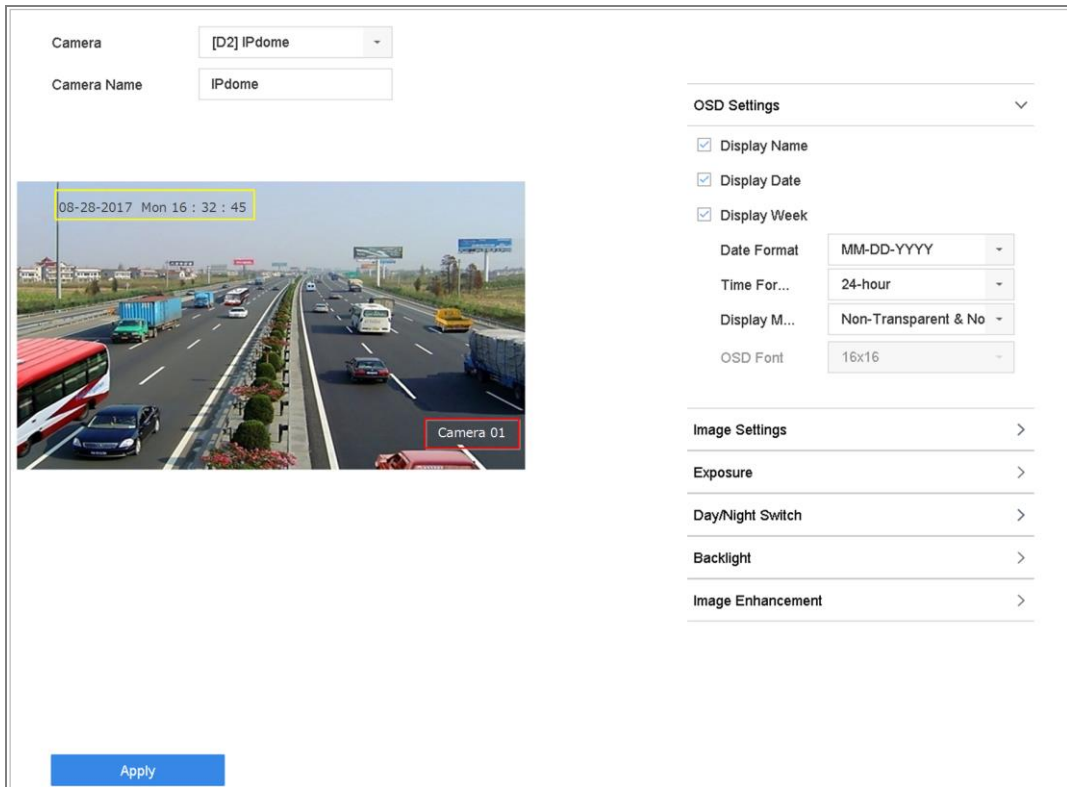 Camera [D2] IPdome
Camera Name IPdome
08-28-2017 Mon 16 : 32 : 45
Camera 01
OSD Settings
Display Name
Display Date
Display Week
Date Format MM-DD-YYYY
Time For... 24-hour
Display M... Non-Transparent & No
OSD Font 16x16
Image Settings
Exposure
Day/Night Switch
Backlight
Image Enhancement
Apply